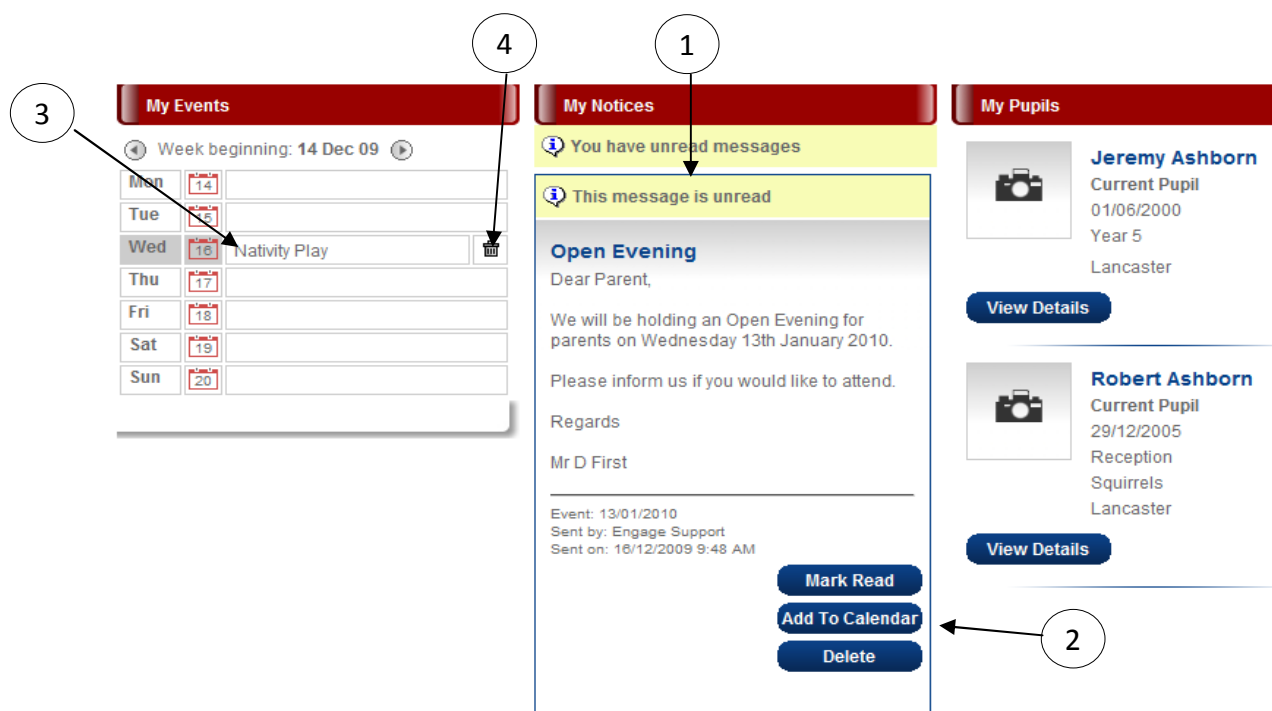 4
1
3
My Events
Week beginning: 14 Dec 09
Mon 14
Tue 15
Wed 16 Nativity Play
Thu 17
Fri 18
Sat 19
Sun 20
My Notices
You have unread messages
This message is unread
Open Evening
Dear Parent,
We will be holding an Open Evening for
parents on Wednesday 13th January 2010.
Please inform us if you would like to attend.
Regards
Mr D First
Event: 13/01/2010
Sent by: Engage Support
Sent on: 16/12/2009 9:48 AM
Mark Read
Add To Calendar
Delete
2
My Pupils
Jeremy Ashborn
Current Pupil
01/06/2000
Year 5
Lancaster
View Details
Robert Ashborn
Current Pupil
29/12/2005
Reception
Squirrels
Lancaster
View Details